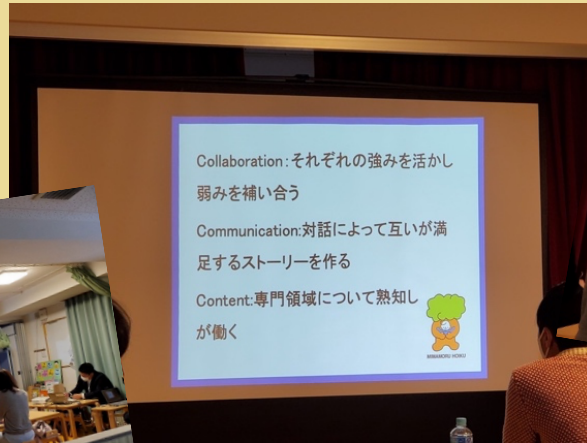 Collaboration:それぞれの強みを活かし
弱みを補い合う
Communication:対話によって互いが満
足するストーリーを作る
Content:専門領域について熟知し
が働く